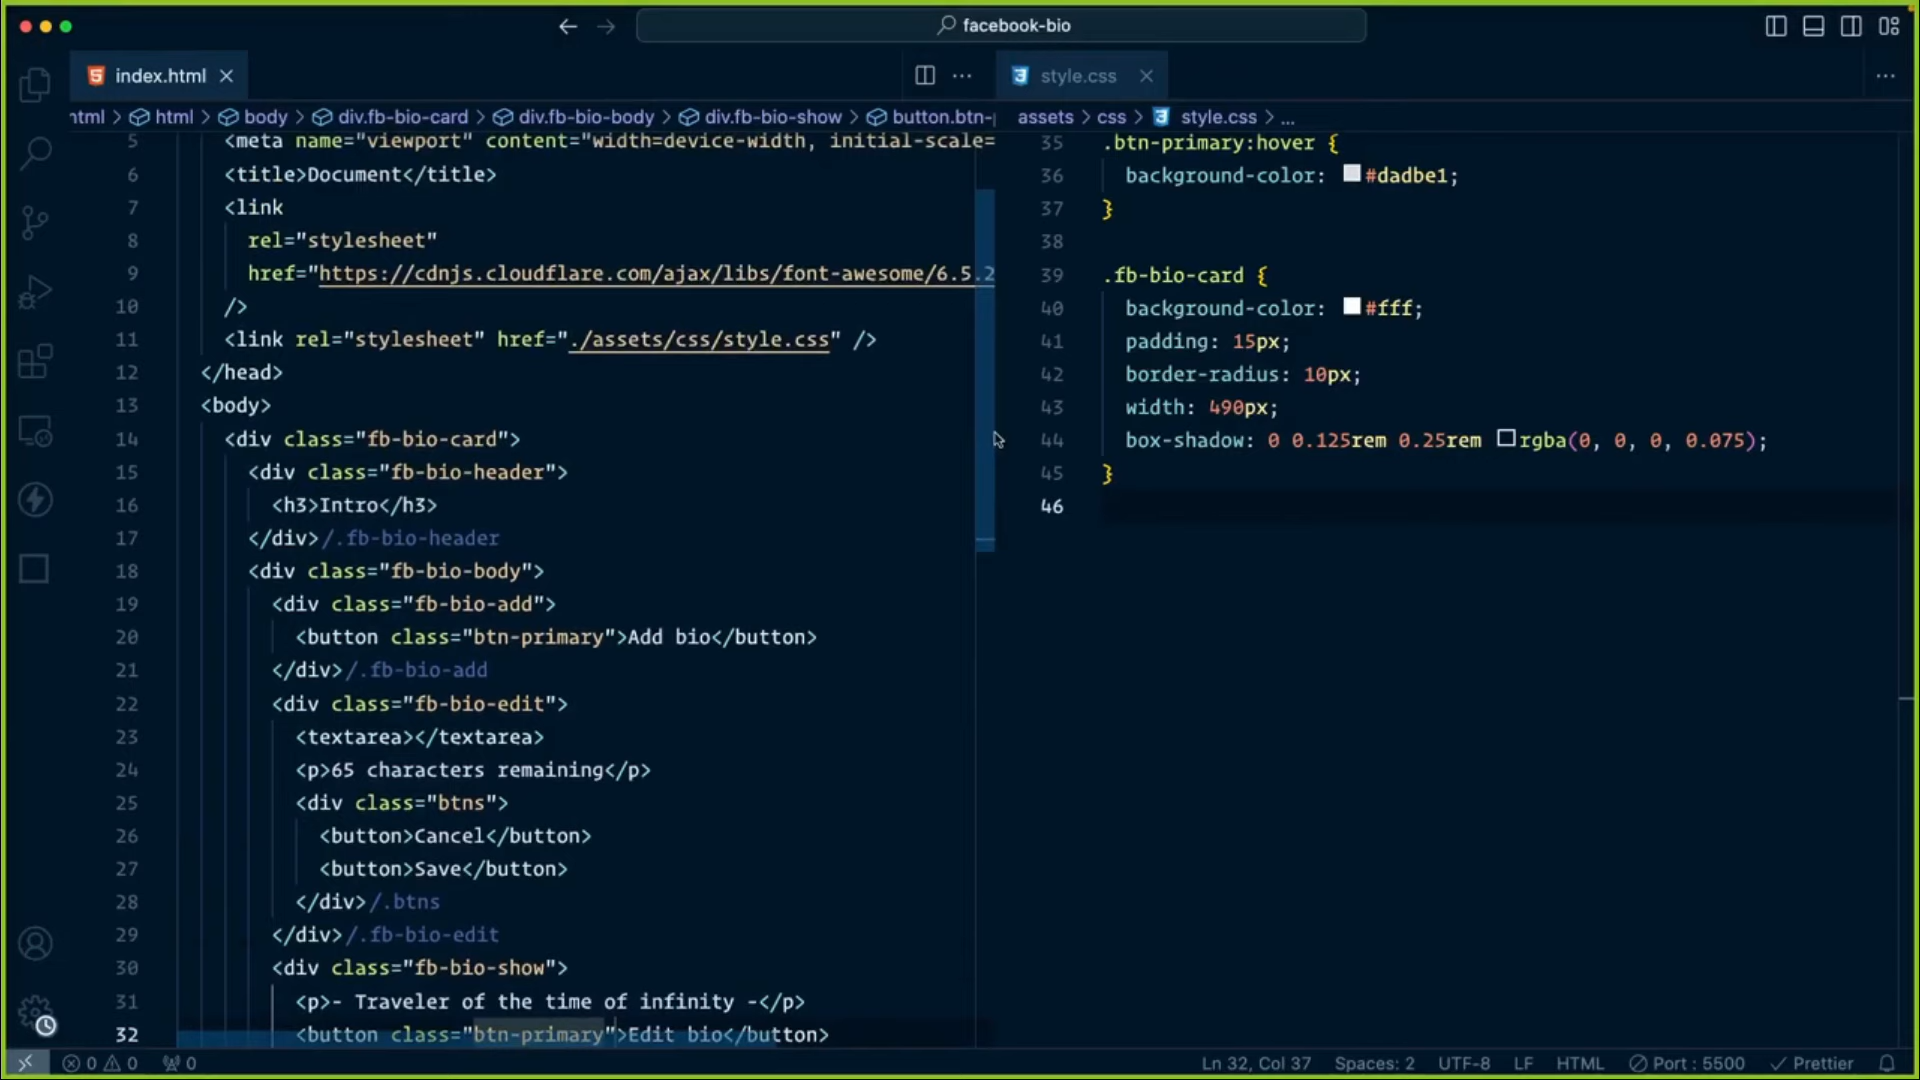 facebook-bio
index.html
style.css
html > body > div.fb-bio-card > div.fb-bio-body > div.fb-bio-show > button.btn-
assets > css > style.css > ...
5 <meta name="viewport" content="width=device-width, initial-scale=
6 <title>Document</title>
7 <link
8 rel="stylesheet"
9 href="https://cdnjs.cloudflare.com/ajax/libs/font-awesome/6.5.2
10 />
11 <link rel="stylesheet" href="./assets/css/style.css" />
12 </head>
13 <body>
14 <div class="fb-bio-card">
15 <div class="fb-bio-header">
16 <h3>Intro</h3>
17 </div>/.fb-bio-header
18 <div class="fb-bio-body">
19 <div class="fb-bio-add">
20 <button class="btn-primary">Add bio</button>
21 </div>/.fb-bio-add
22 <div class="fb-bio-edit">
23 <textarea></textarea>
24 <p>65 characters remaining</p>
25 <div class="btns">
26 <button>Cancel</button>
27 <button>Save</button>
28 </div>/.btns
29 </div>/.fb-bio-edit
30 <div class="fb-bio-show">
31 <p>- Traveler of the time of infinity -</p>
32 <button class="btn-primary">Edit bio</button>
35 .btn-primary:hover {
36 background-color: #dadbe1;
37 }
38
39 .fb-bio-card {
40 background-color: #fff;
41 padding: 15px;
42 border-radius: 10px;
43 width: 490px;
44 box-shadow: 0 0.125rem 0.25rem rgba(0, 0, 0, 0.075);
45 }
46
0 0 0
Ln 32, Col 37 Spaces: 2 UTF-8 LF HTML Port : 5500 Prettier